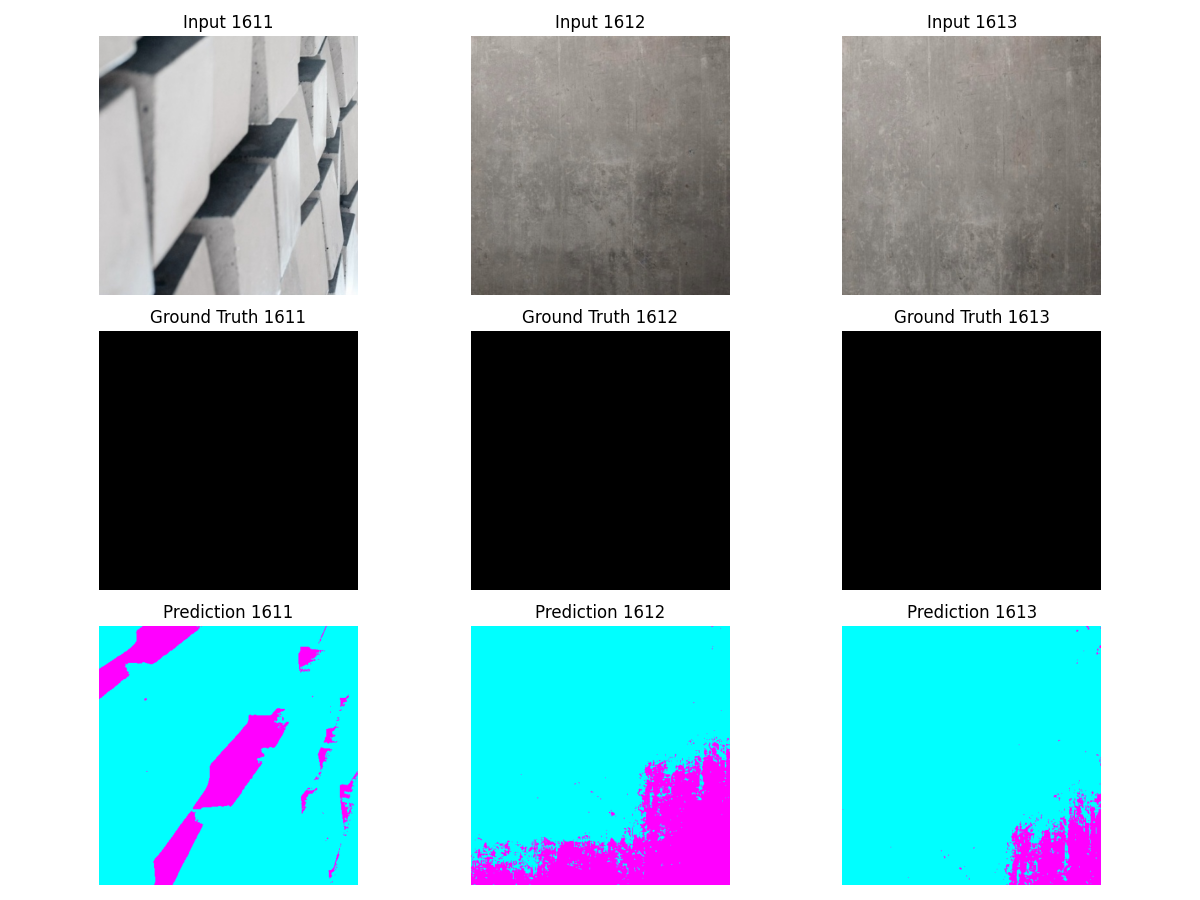 Input 1611
Input 1612
Input 1613
Ground Truth 1611
Ground Truth 1612
Ground Truth 1613
Prediction 1611
Prediction 1612
Prediction 1613